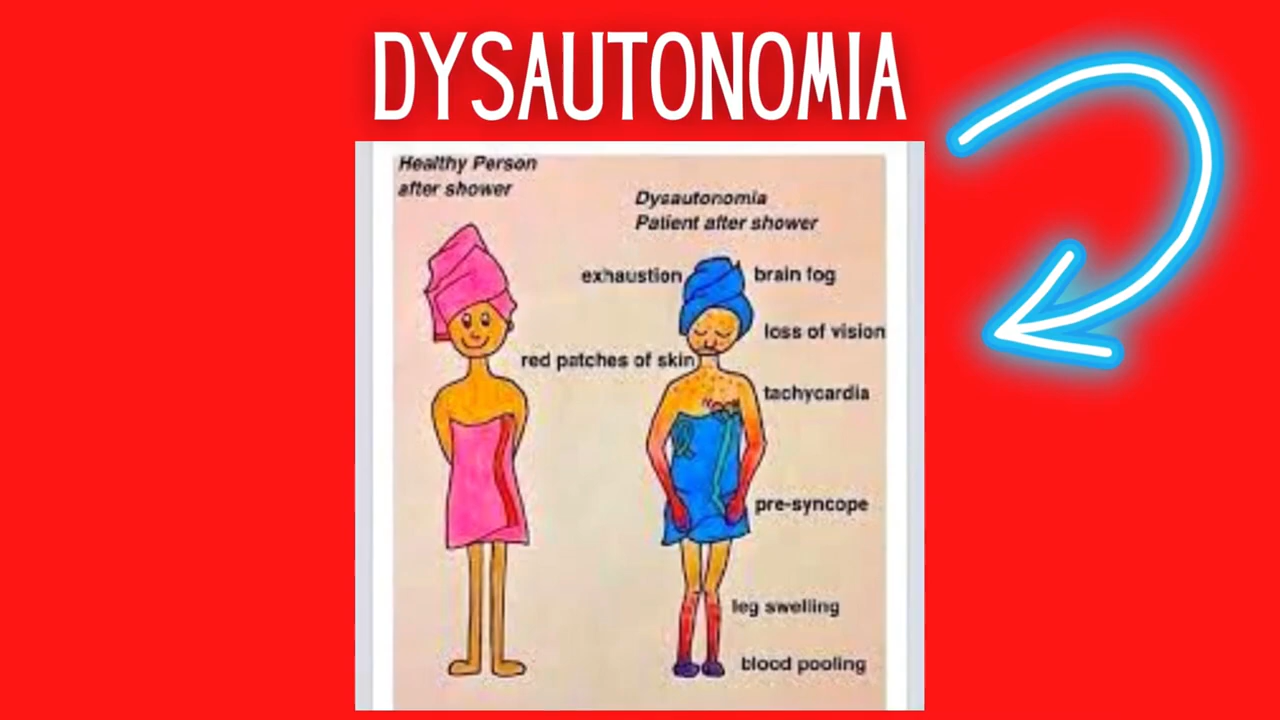 DYSAUTONOMIA
Healthy Person
after shower
Dysautonomia
Patient after shower
exhaustion
brain fog
loss of vision
red patches of skin
tachycardia
pre-syncope
leg swelling
blood pooling